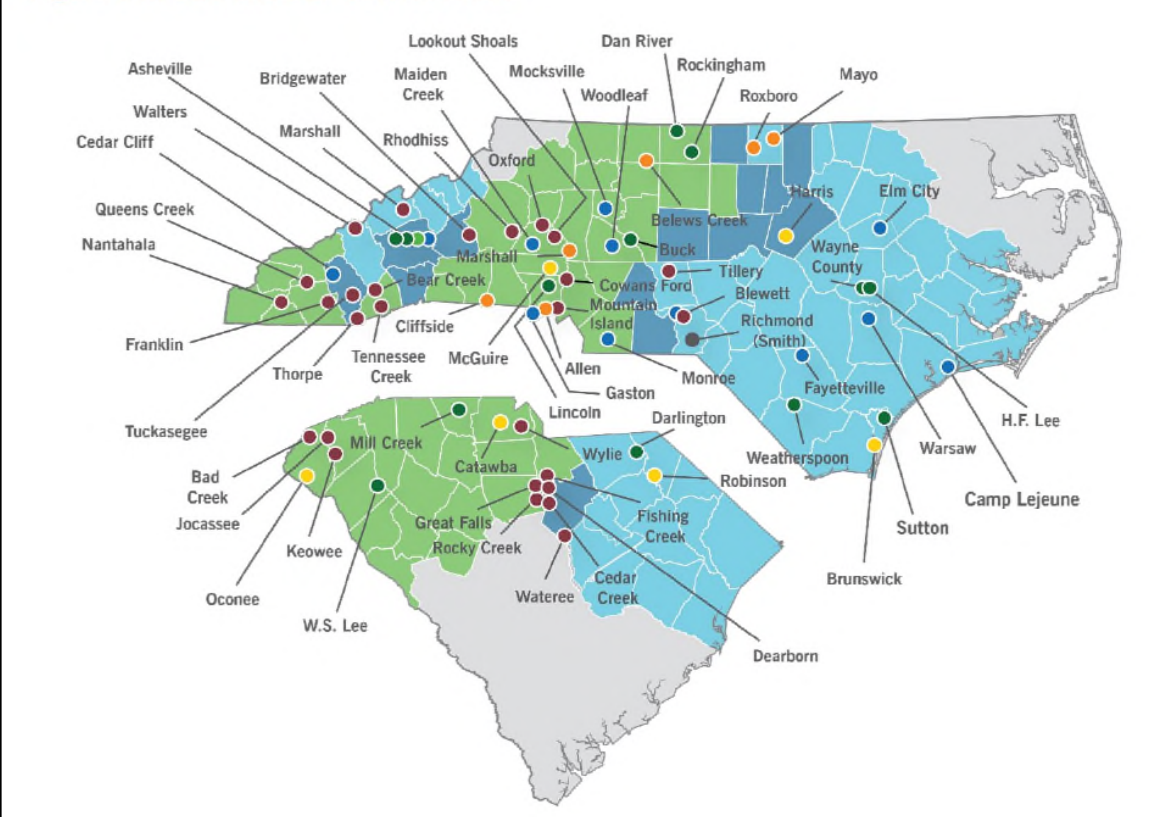 Lookout Shoals
Dan River
Asheville
Bridgewater
Maiden
Creek
Mocksville
Rockingham
Mayo
Walters
Woodleaf
Roxboro
Marshall
Cedar Cliff
Rhodhiss
Oxford
Queens Creek
Harris
Elm City
Nantahala
Belews Creek
Marshall
Buck
Wayne
County
Bear Creek
Tillery
Cowans Ford
Blewett
Mountain
Island
Richmond
(Smith)
Cliffside
Franklin
McGuire
Tennessee
Creek
Thorpe
Allen
Monroe
Fayetteville
Gaston
Lincoln
Darlington
H.F. Lee
Tuckasegee
Mill Creek
Wylie
Weatherspoon
Warsaw
Catawba
Bad
Creek
Robinson
Camp Lejeune
Jocassee
Great Falls
Fishing
Creek
Sutton
Keowee
Rocky Creek
Oconee
Wateree
Cedar
Creek
Brunswick
W.S. Lee
Dearborn